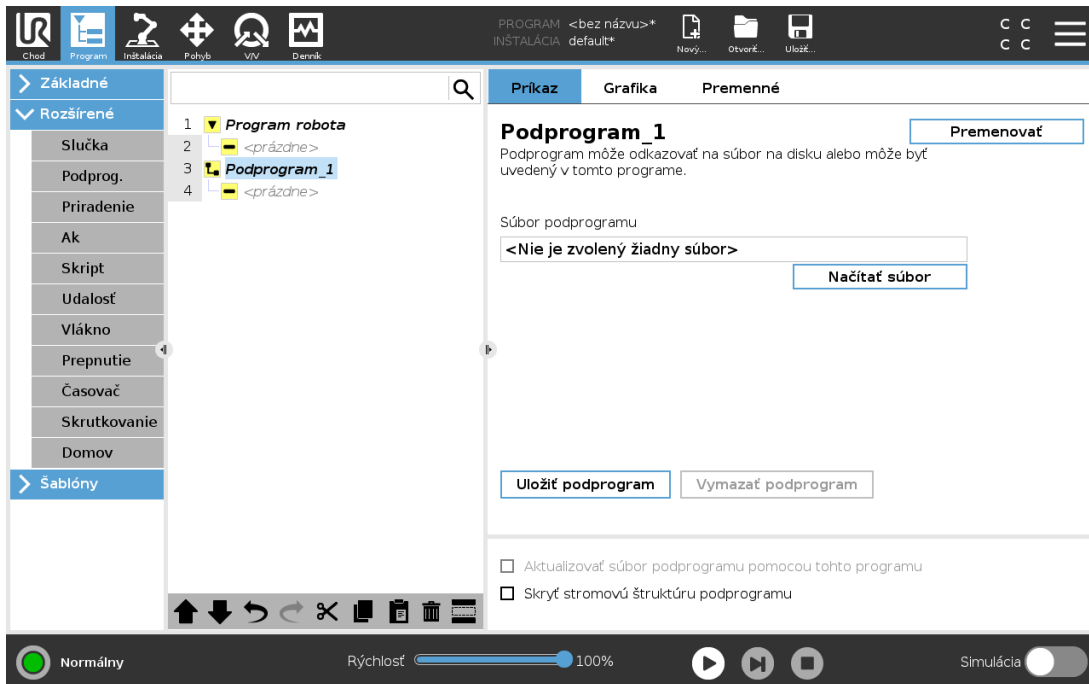 PROGRAM <bez názvu>*
INŠTALÁCIA default*
Chod
Program
Inštalácia
Pohyb
V/V
Denník
Nový...
Otvoriť...
Uložiť...
C C
C C
Základné
Rozšírené
Slučka
Podprog.
Priradenie
Ak
Skript
Udalosť
Vlákno
Prepnutie
Časovač
Skrutkovanie
Domov
Šablóny
1 Program robota
2 <prázdne>
3 Podprogram_1
4 <prázdne>
Príkaz Grafika Premenné
Podprogram_1
Premenovať
Podprogram môže odkazovať na súbor na disku alebo môže byť
uvedený v tomto programe.
Súbor podprogramu
<Nie je zvolený žiadny súbor>
Načítať súbor
Uložiť podprogram
Vymazať podprogram
Aktualizovať súbor podprogramu pomocou tohto programu
Skryť stromovú štruktúru podprogramu
Normálny
Rýchlosť
100%
Simulácia